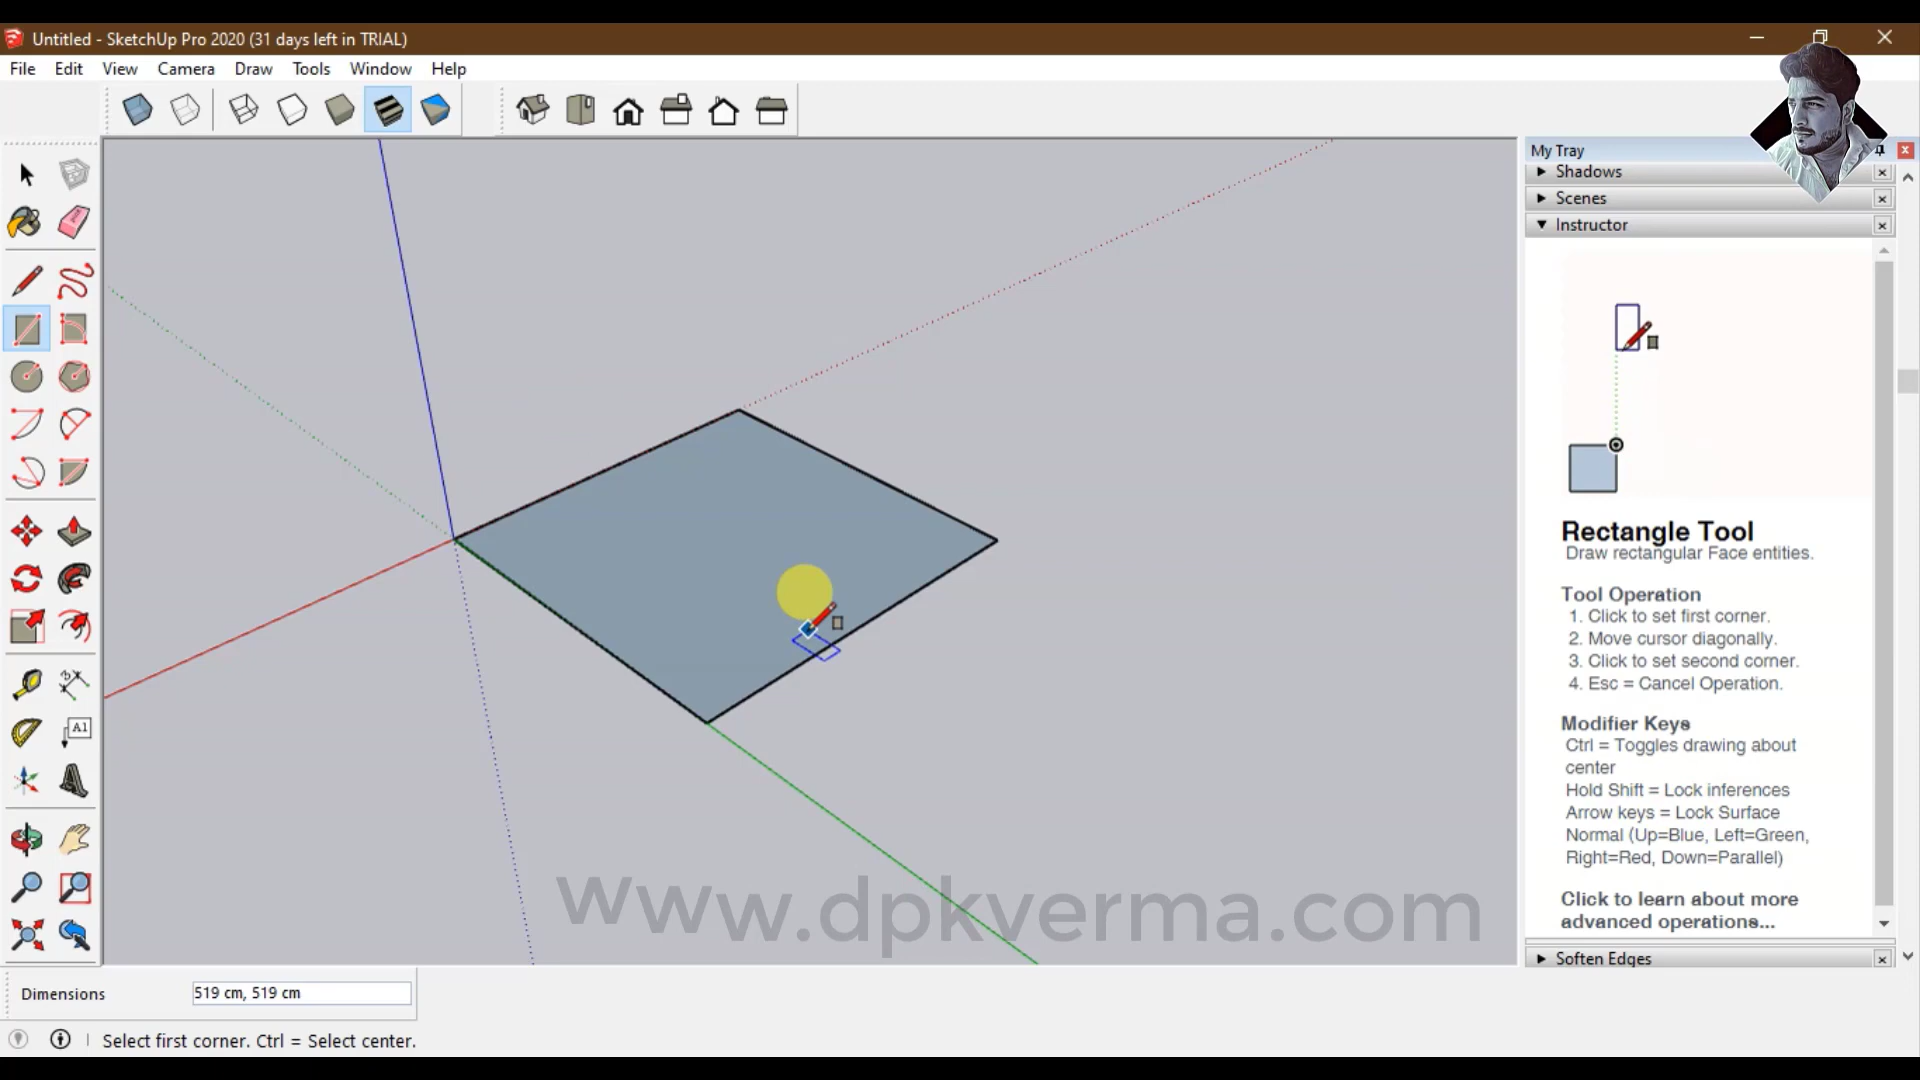 Untitled - SketchUp Pro 2020 (31 days left in TRIAL)
File Edit View Camera Draw Tools Window Help
My Tray
Shadows
Scenes
Instructor
A1
Rectangle Tool
Draw rectangular Face entities.
Tool Operation
1. Click to set first corner.
2. Move cursor diagonally.
3. Click to set second corner.
4. Esc = Cancel Operation.
Modifier Keys
Ctrl = Toggles drawing about
center
Hold Shift = Lock inferences
Arrow keys = Lock Surface
Normal (Up=Blue, Left=Green,
Right=Red, Down=Parallel)
Click to learn about more
advanced operations...
www.dpkverma.com
Soften Edges
Dimensions 519 cm, 519 cm
Select first corner. Ctrl = Select center.